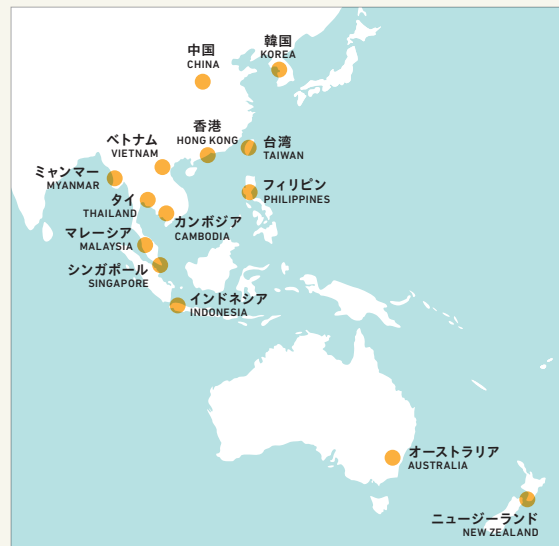 中国
CHINA
韓国
KOREA
香港
HONG KONG
台湾
TAIWAN
ベトナム
VIETNAM
ミャンマー
MYANMAR
フィリピン
PHILIPPINES
タイ
THAILAND
カンボジア
CAMBODIA
マレーシア
MALAYSIA
シンガポール
SINGAPORE
インドネシア
INDONESIA
オーストラリア
AUSTRALIA
ニュージーランド
NEW ZEALAND